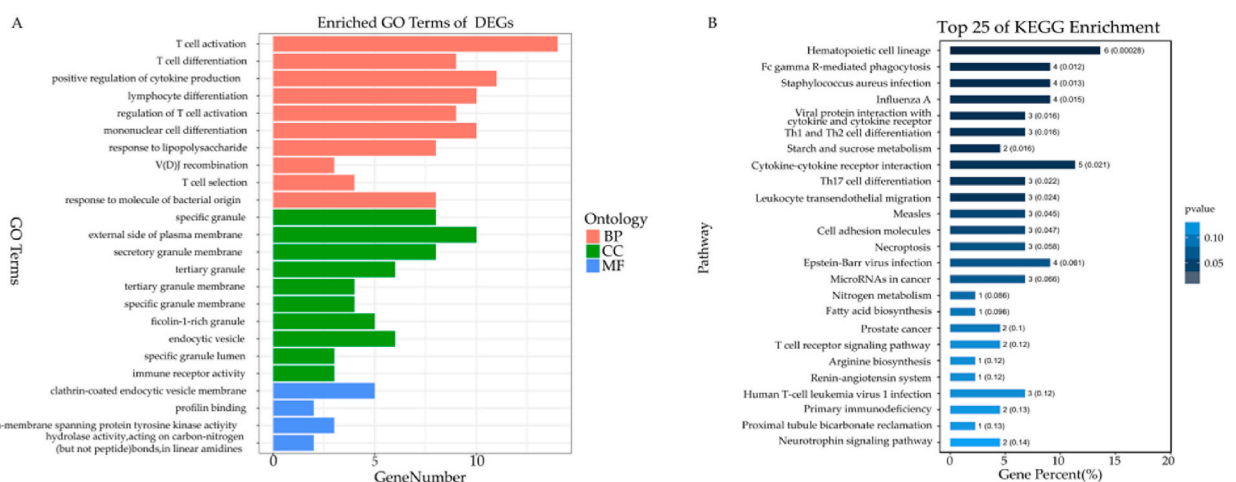 A
Enriched GO Terms of DEGs
T cell activation
T cell differentiation
positive regulation of cytokine production
lymphocyte differentiation
regulation of T cell activation
mononuclear cell differentiation
response to lipopolysaccharide
V(D)J recombination
T cell selection
response to molecule of bacterial origin
specific granule
external side of plasma membrane
secretory granule membrane
tertiary granule
tertiary granule membrane
specific granule membrane
ficolin-1-rich granule
endocytic vesicle
specific granule lumen
immune receptor activity
clathrin-coated endocytic vesicle membrane
profilin binding
-membrane spanning protein tyrosine kinase akiyity
hydrolase activity,acting on carbon-nitrogen
(but not peptide)bonds,in linear amidines
GO Terms
0
5
10
GeneNumber
Ontology
BP
CC
MF
B
Top 25 of KEGG Enrichment
Hematopoietic cell lineage
6 (0.00028)
Fc gamma R-mediated phagocytosis
4 (0.012)
Staphylococcus aureus infection
4 (0.013)
Influenza A
4 (0.015)
Viral protein interaction with
cytokine and cytokine receptor
3 (0.016)
Th1 and Th2 cell differentiation
3 (0.016)
Starch and sucrose metabolism
2 (0.016)
Cytokine-cytokine receptor interaction
5 (0.021)
Th17 cell differentiation
3 (0.022)
Leukocyte transendothelial migration
3 (0.024)
Measles
3 (0.045)
Cell adhesion molecules
3 (0.047)
Necroptosis
3 (0.058)
Epstein-Barr virus infection
4 (0.061)
MicroRNAs in cancer
3 (0.066)
Nitrogen metabolism
1 (0.086)
Fatty acid biosynthesis
1 (0.096)
Prostate cancer
2 (0.1)
T cell receptor signaling pathway
2 (0.12)
Arginine biosynthesis
1 (0.12)
Renin-angiotensin system
1 (0.12)
Human T-cell leukemia virus 1 infection
3 (0.12)
Primary immunodeficiency
2 (0.13)
Proximal tubule bicarbonate reclamation
1 (0.13)
Neurotrophin signaling pathway
2 (0.14)
Pathway
0
5
10
15
20
Gene Percent(%)
pvalue
0.10
0.05